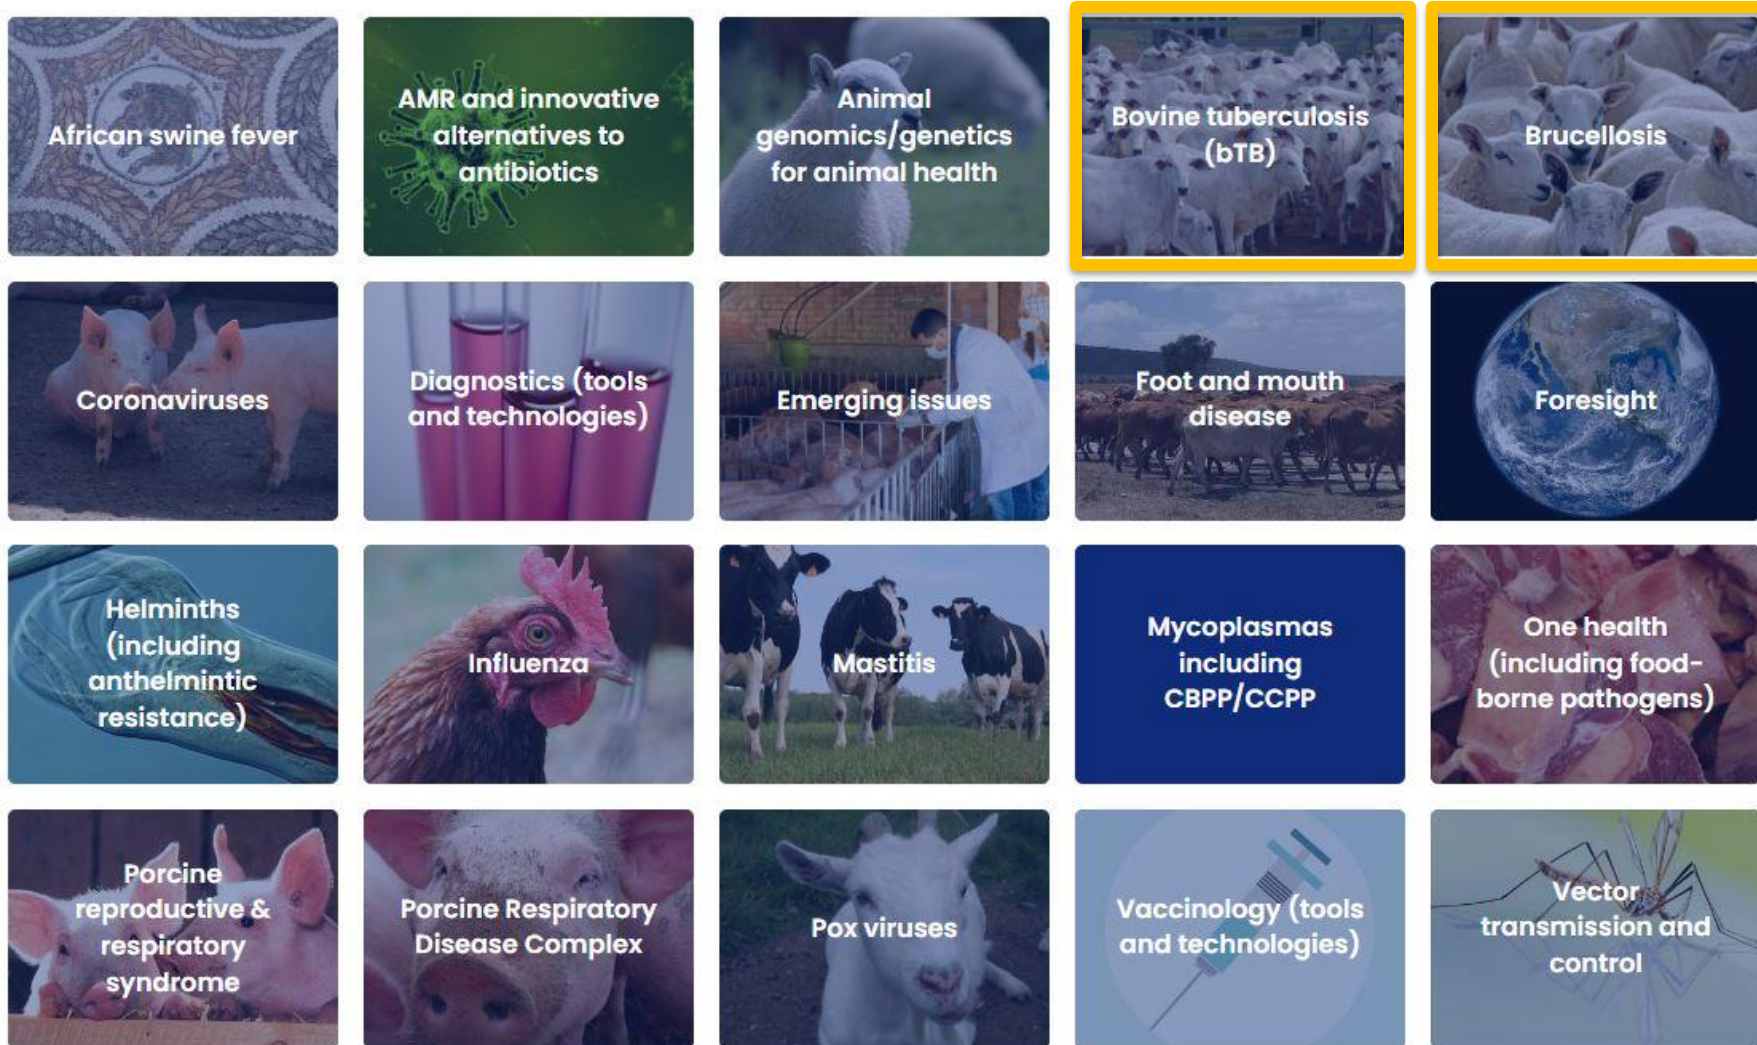 African swine fever
AMR and innovative
alternatives to
antibiotics
Animal
genomics/genetics
for animal health
Bovine tuberculosis
(bTB)
Brucellosis
Coronaviruses
Diagnostics (tools
and technologies)
Emerging issues
Foot and mouth
disease
Foresight
Helminths
(including
anthelmintic
resistance)
Influenza
Mastitis
Mycoplasmas
including
CBPP/CCPP
One health
(including food-
borne pathogens)
Porcine
reproductive &
respiratory
syndrome
Porcine Respiratory
Disease Complex
Pox viruses
Vaccinology (tools
and technologies)
Vector
transmission and
control